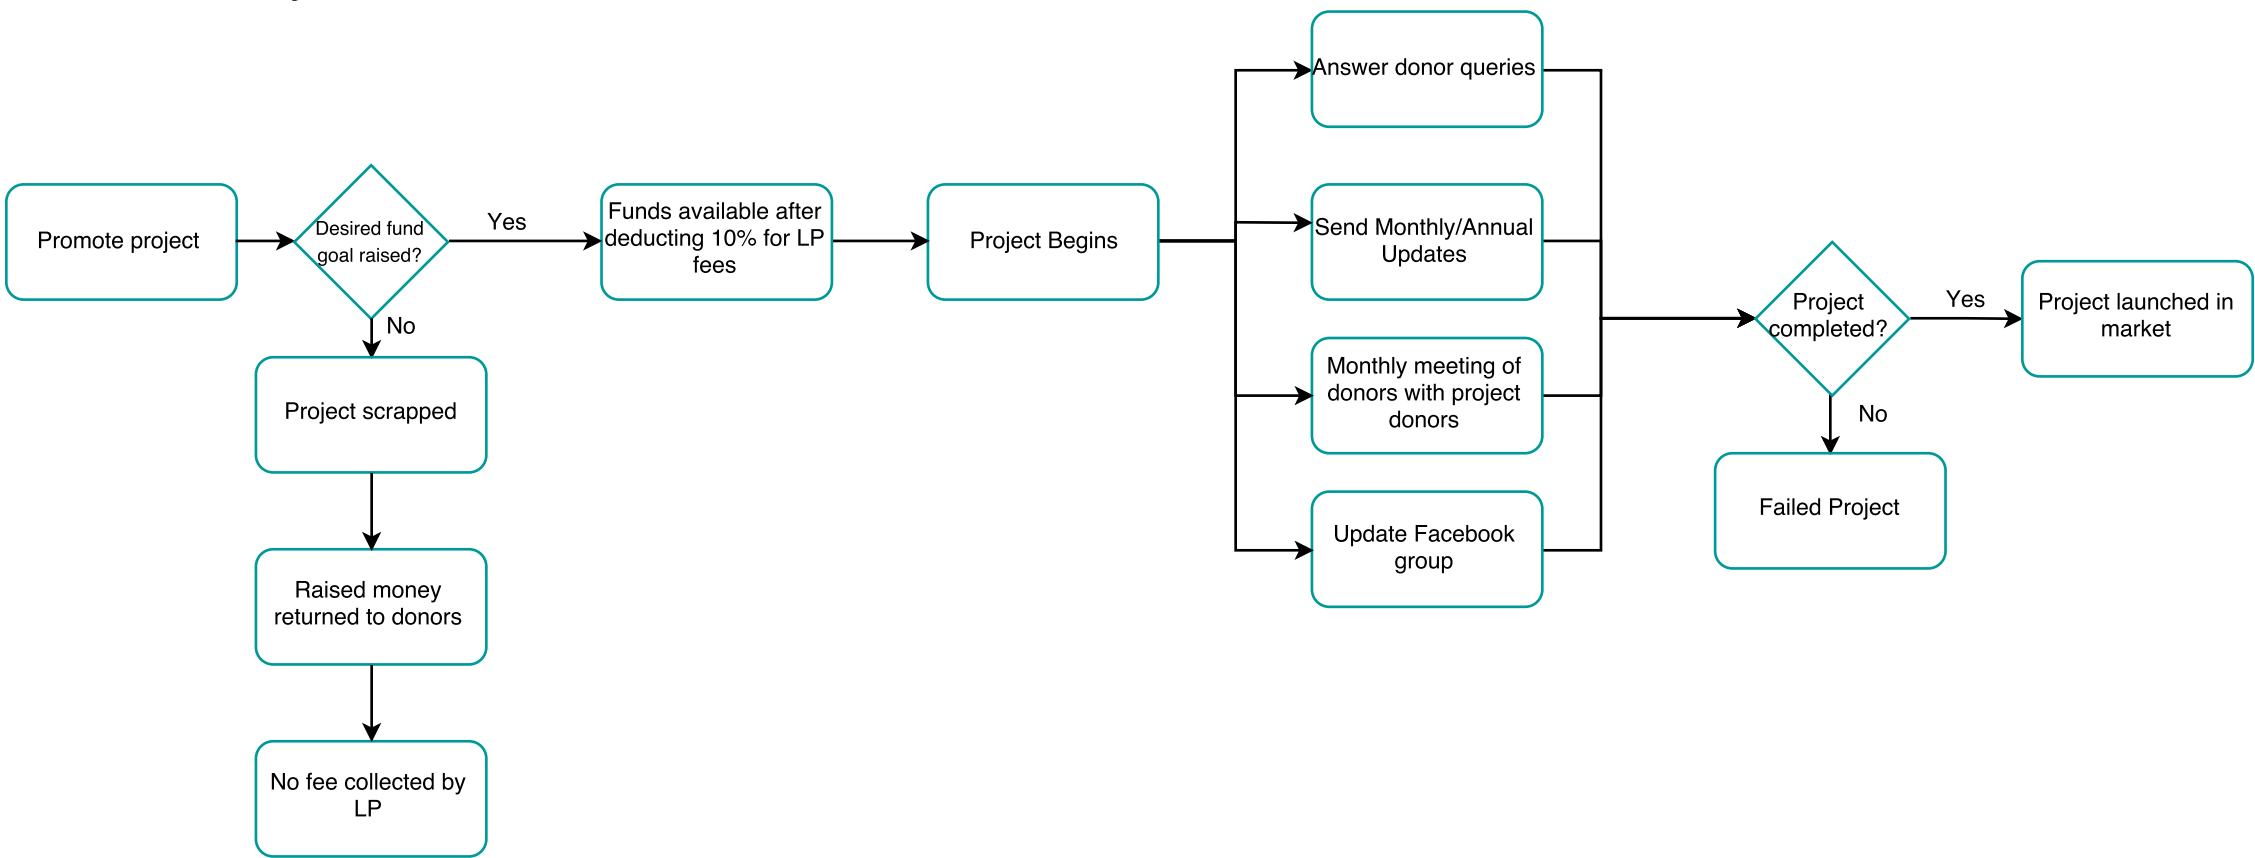 Promote project
Desired fund
goal raised?
Yes
No
Funds available after
deducting 10% for LP
fees
Project Begins
Answer donor queries
Send Monthly/Annual
Updates
Monthly meeting of
donors with project
donors
Update Facebook
group
Project
completed?
Yes
No
Project launched in
market
Failed Project
Project scrapped
Raised money
returned to donors
No fee collected by
LP